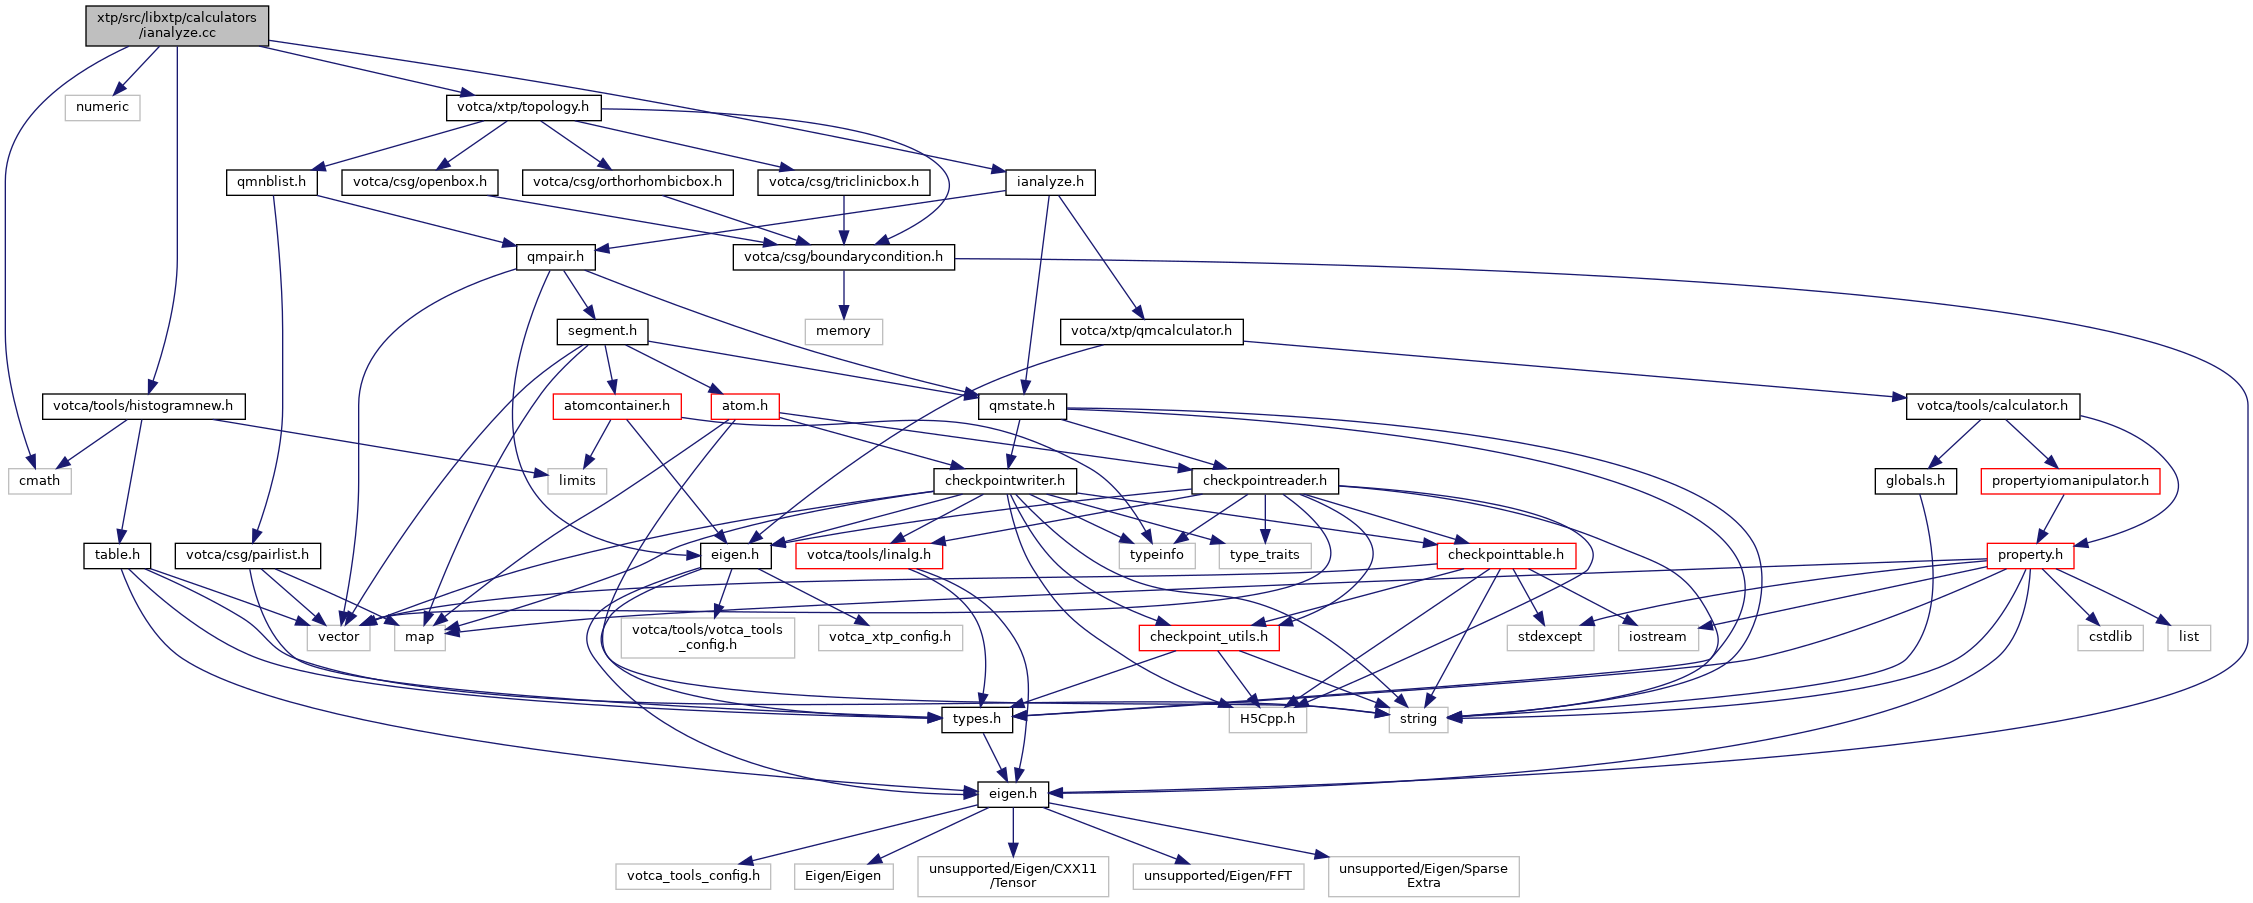 xtp/src/libxtp/calculators
/ianalyze.cc
numeric
votca/xtp/topology.h
qmnblist.h
votca/csg/openbox.h
votca/csg/orthorhombicbox.h
votca/csg/triclinicbox.h
ianalyze.h
qmpair.h
votca/csg/boundarycondition.h
segment.h
memory
votca/xtp/qmcalculator.h
votca/tools/histogramnew.h
atomcontainer.h
atom.h
qmstate.h
votca/tools/calculator.h
cmath
limits
checkpointwriter.h
checkpointreader.h
globals.h
propertyiomanipulator.h
table.h
votca/csg/pairlist.h
eigen.h
votca/tools/linalg.h
typeinfo
type_traits
checkpointtable.h
property.h
vector
map
votca/tools/votca_tools
_config.h
votca_xtp_config.h
checkpoint_utils.h
stdexcept
iostream
cstdlib
list
types.h
H5Cpp.h
string
eigen.h
votca_tools_config.h
Eigen/Eigen
unsupported/Eigen/CXX11
/Tensor
unsupported/Eigen/FFT
unsupported/Eigen/Sparse
Extra